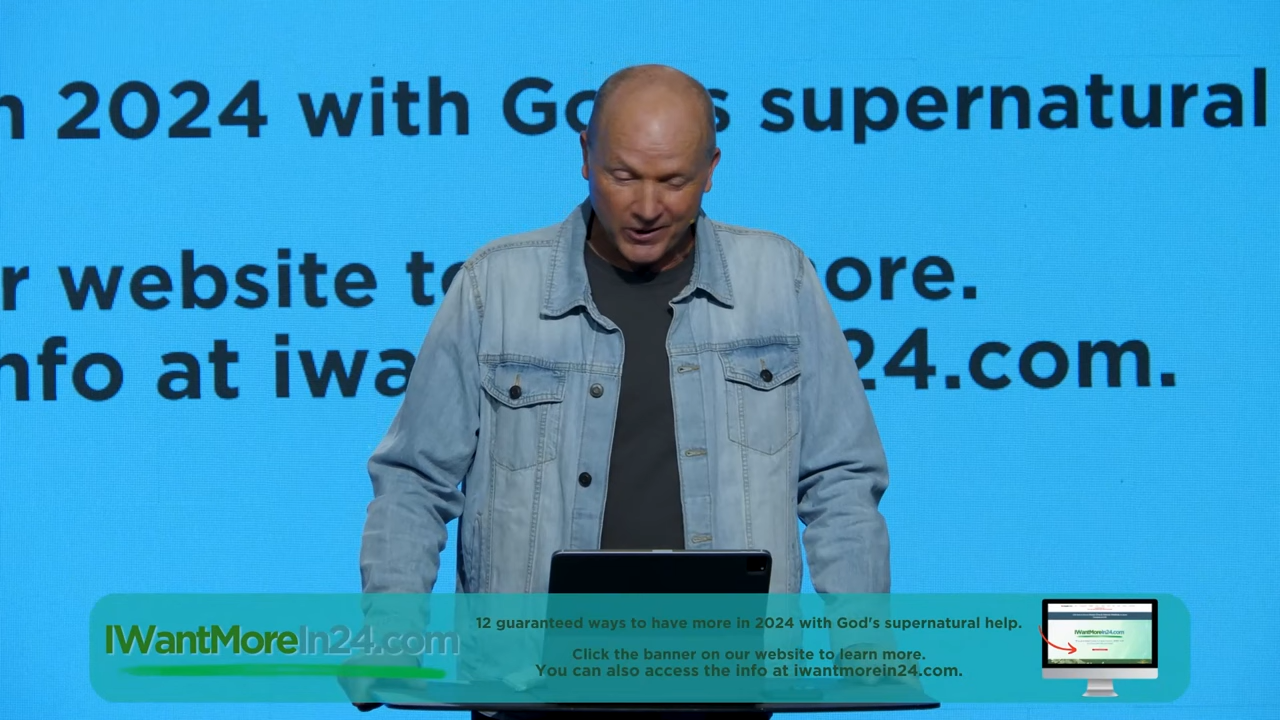 n 2024 with Go s supernatural
r website to ore.
nfo at iwa 24.com.
IWantMoreIn24.com
12 guaranteed ways to have more in 2024 with God's supernatural help.
Click the banner on our website to learn more.
You can also access the info at iwantmorein24.com.
IWantMoreIn24.com